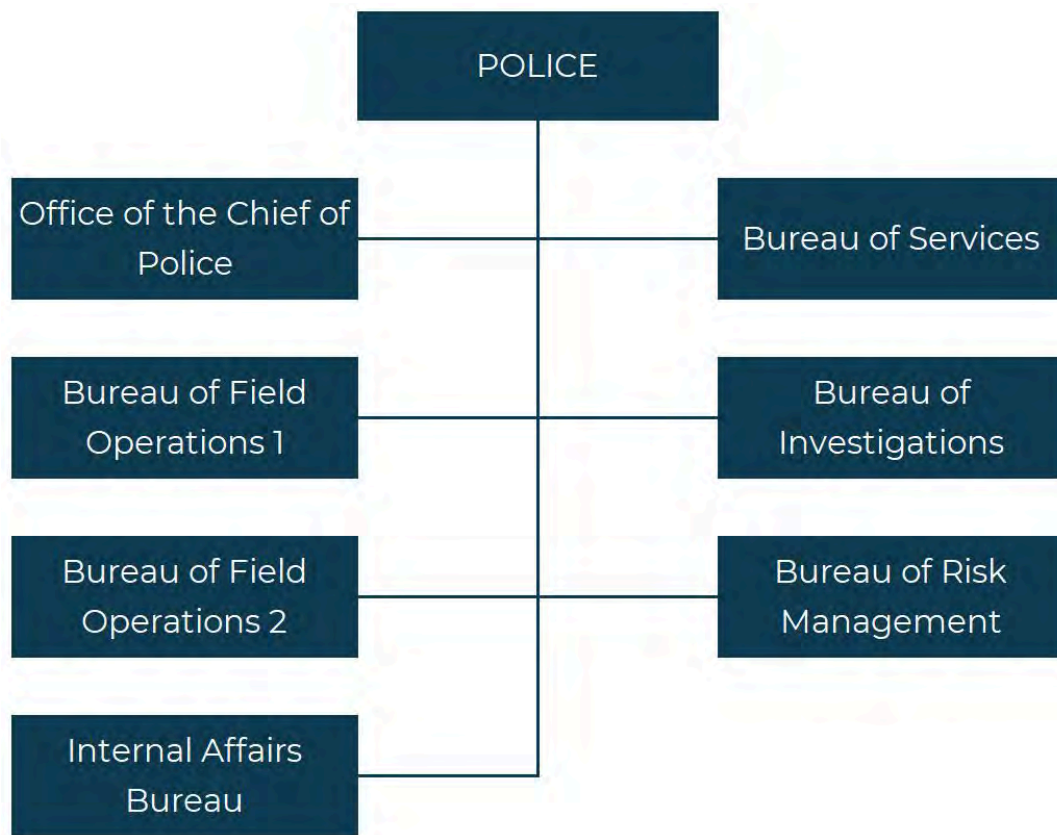 POLICE
Office of the Chief of
Police
Bureau of Services
Bureau of Field
Operations 1
Bureau of
Investigations
Bureau of Field
Operations 2
Bureau of Risk
Management
Internal Affairs
Bureau